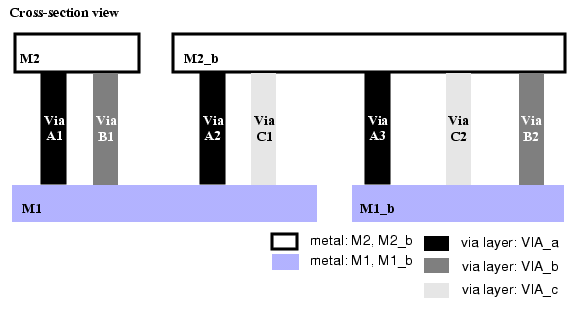 Cross-section view
M2
M2_b
Via
A1
Via
B1
Via
A2
Via
C1
Via
A3
Via
C2
Via
B2
M1
M1_b
metal: M2, M2_b
metal: M1, M1_b
via layer: VIA_a
via layer: VIA_b
via layer: VIA_c